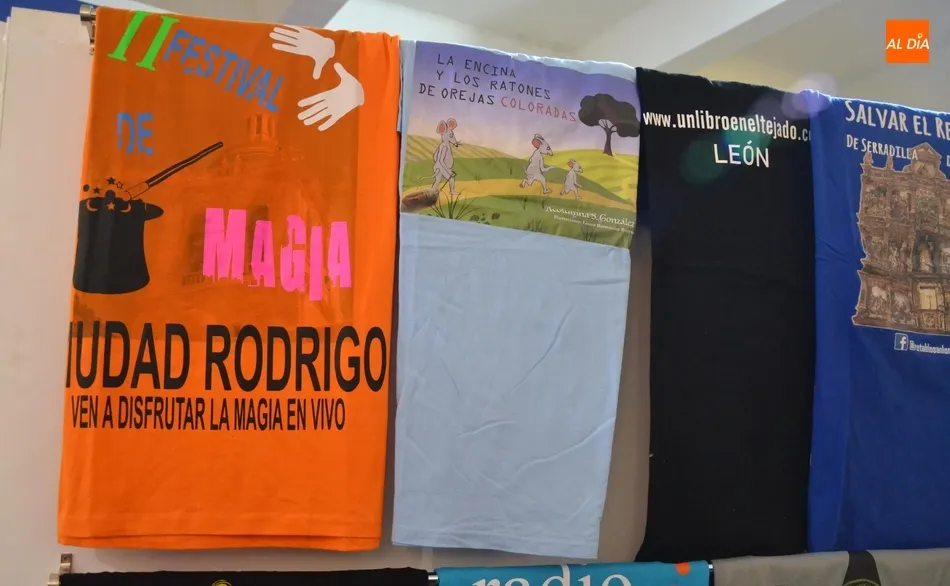 II FESTIVAL
DE
MAGIA
IUDAD RODRIGO
VEN A DISFRUTAR LA MAGIA EN VIVO
LA ENCINA
Y LOS RATONES
DE OREJAS COLORADAS
S. González
www.unlibroeneltejado.c
LEÓN
SALVAR EL RE
DE SERRADILLA
radio
AL DÍA